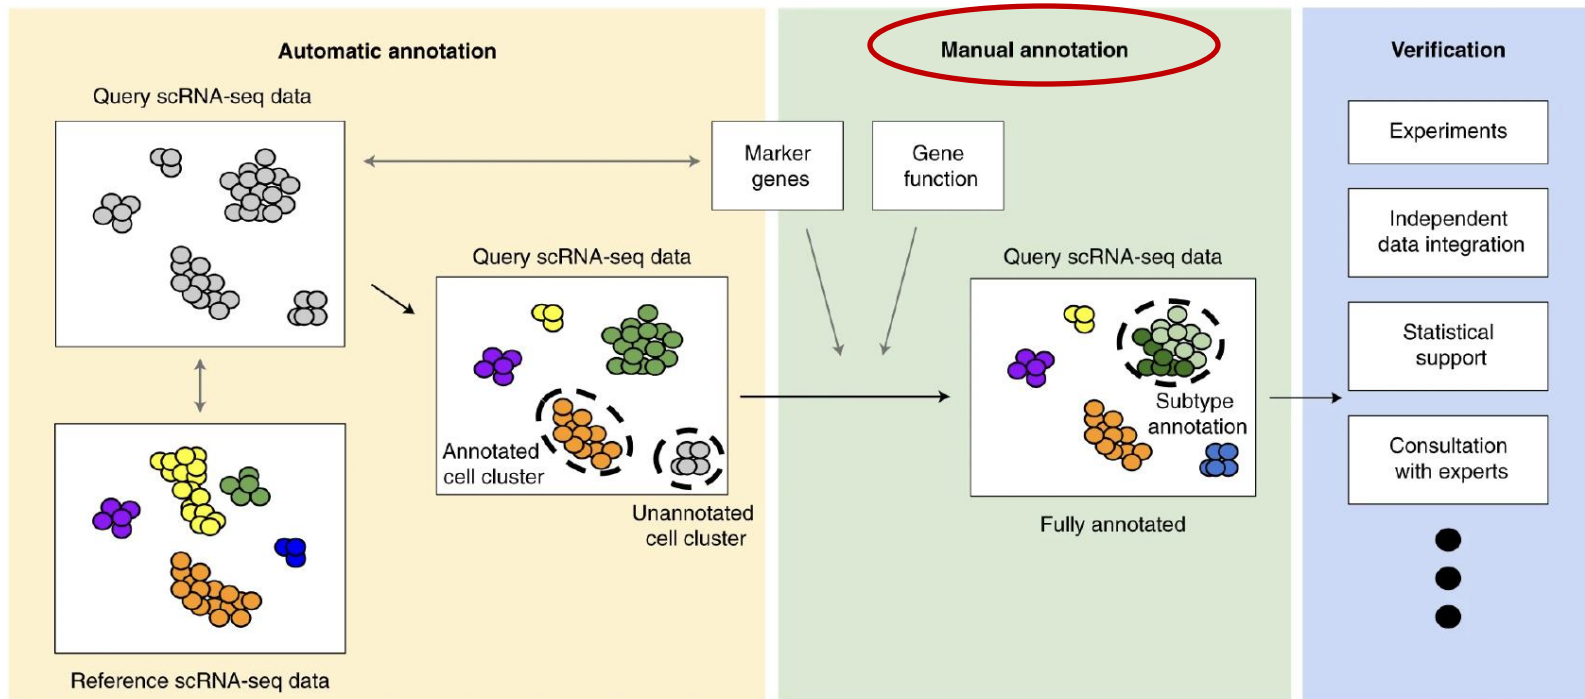 Automatic annotation
Query scRNA-seq data
Query scRNA-seq data
Annotated
cell cluster
Unannotated
cell cluster
Reference scRNA-seq data
Manual annotation
Marker
genes
Gene
function
Query scRNA-seq data
Subtype
annotation
Fully annotated
Verification
Experiments
Independent
data integration
Statistical
support
Consultation
with experts